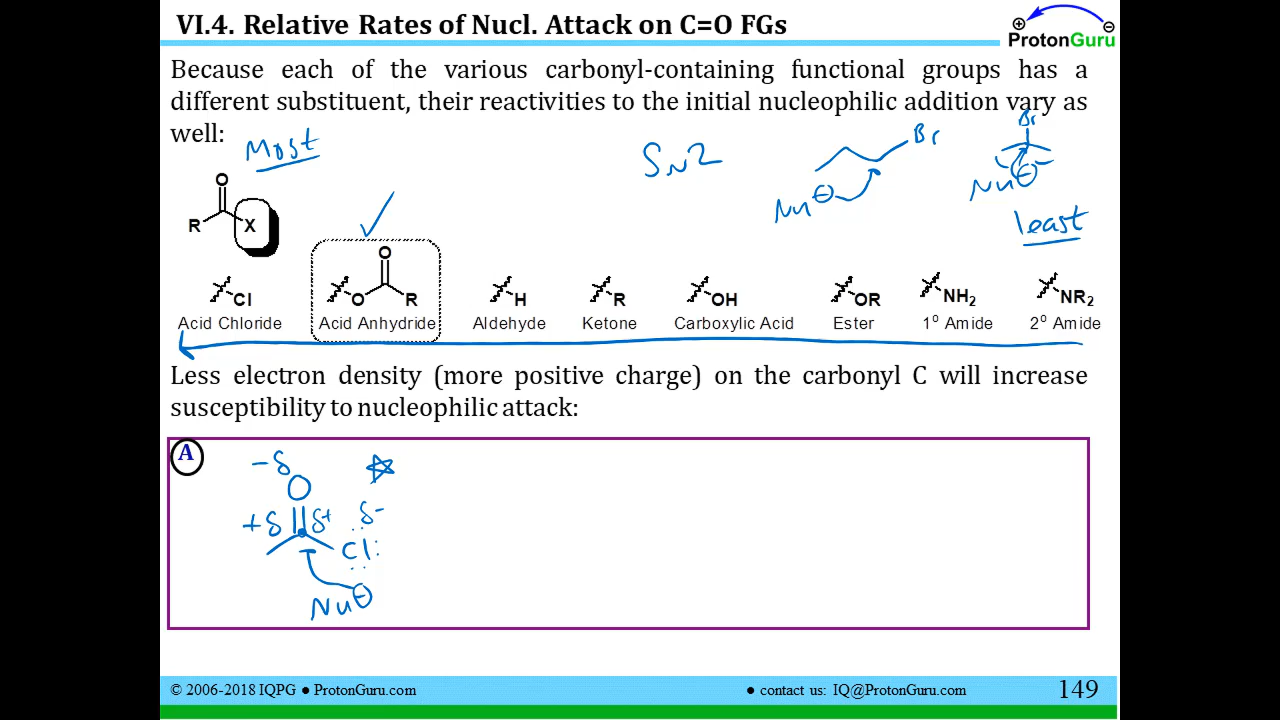 VI.4. Relative Rates of Nucl. Attack on C=O FGs
ProtonGuru
Because each of the various carbonyl-containing functional groups has a
different substituent, their reactivities to the initial nucleophilic addition vary as
well:
Most
SN2
Br
Br
Nu⊖
Nu⊖
least
O
R
X
O
Cl
O
R
H
R
OH
OR
NH₂
NR₂
Acid Chloride
Acid Anhydride
Aldehyde
Ketone
Carboxylic Acid
Ester
1º Amide
2º Amide
Less electron density (more positive charge) on the carbonyl C will increase
susceptibility to nucleophilic attack:
A
-δ
O
δ-
+δ
δ+
Cl
Nu⊖
© 2006-2018 IQPG ● ProtonGuru.com
● contact us: IQ@ProtonGuru.com
149